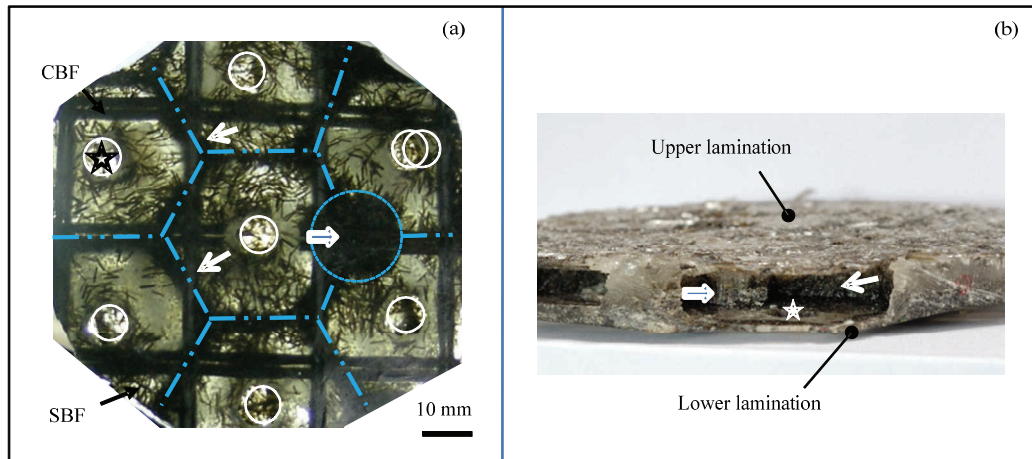 (a)
CBF
SBF
10 mm
(b)
Upper lamination
Lower lamination